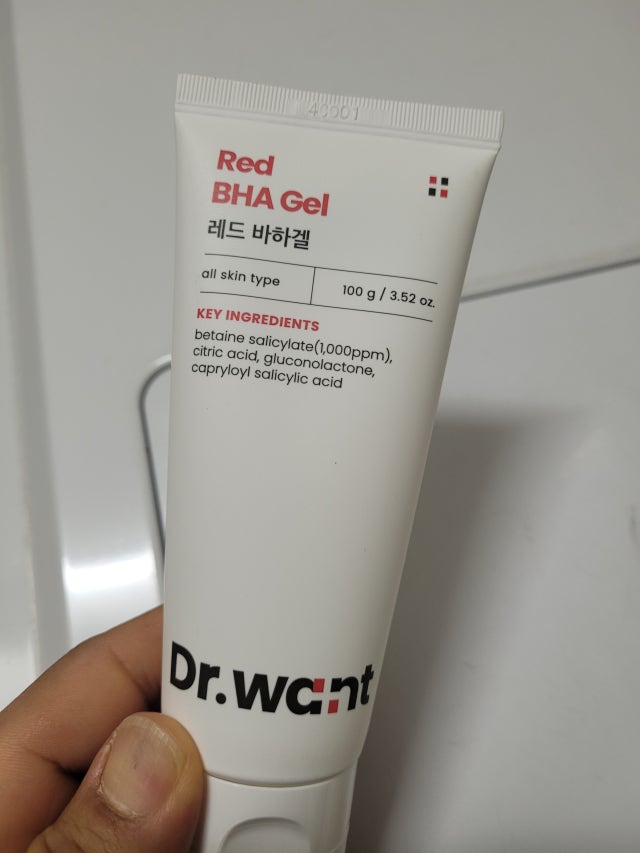 40001
Red
BHA Gel
레드 바하겔
all skin type
100 g / 3.52 oz.
KEY INGREDIENTS
betaine salicylate(1,000ppm),
citric acid, gluconolactone,
capryloyl salicylic acid
Dr.want